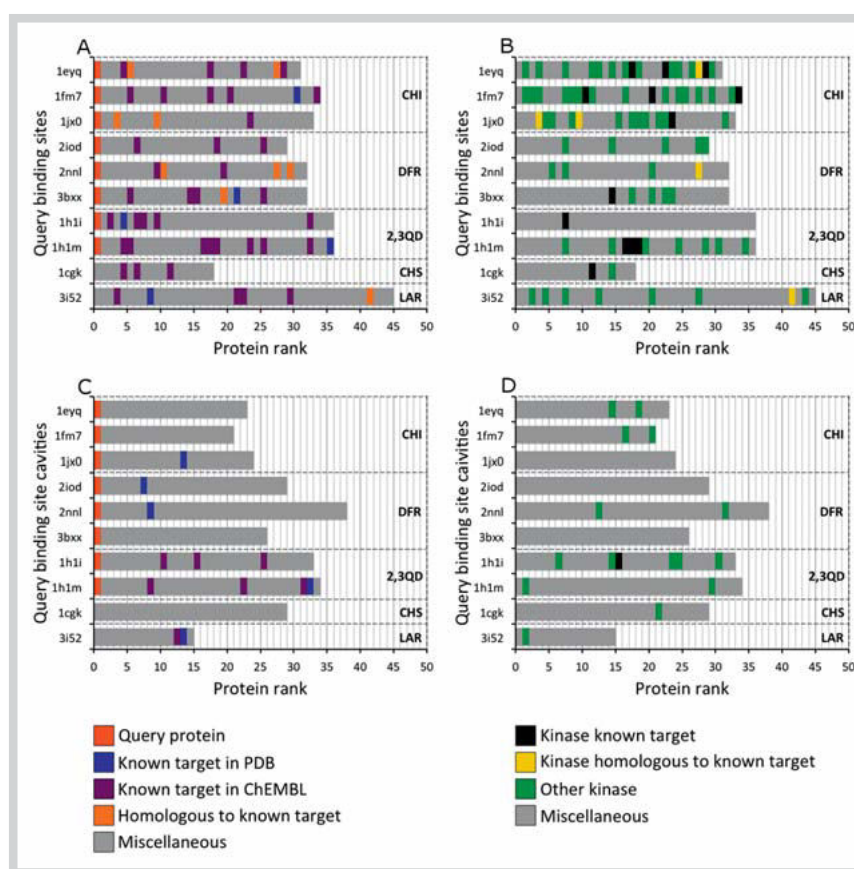 A
B
Query binding sites
1eyq
1fm7
1jx0
2iod
2nnl
3bxx
1h1i
1h1m
1cgk
3i52
CHI
DFR
2,3QD
CHS
LAR
0 5 10 15 20 25 30 35 40 45 50
Protein rank
Query binding sites
1eyq
1fm7
1jx0
2iod
2nnl
3bxx
1h1i
1h1m
1cgk
3i52
CHI
DFR
2,3QD
CHS
LAR
0 5 10 15 20 25 30 35 40 45 50
Protein rank
C
D
Query binding site cavities
1eyq
1fm7
1jx0
2iod
2nnl
3bxx
1h1i
1h1m
1cgk
3i52
CHI
DFR
2,3QD
CHS
LAR
0 5 10 15 20 25 30 35 40 45 50
Protein rank
Query binding site caivities
1eyq
1fm7
1jx0
2iod
2nnl
3bxx
1h1i
1h1m
1cgk
3i52
CHI
DFR
2,3QD
CHS
LAR
0 5 10 15 20 25 30 35 40 45 50
Protein rank
Query protein
Known target in PDB
Known target in ChEMBL
Homologous to known target
Miscellaneous
Kinase known target
Kinase homologous to known target
Other kinase
Miscellaneous